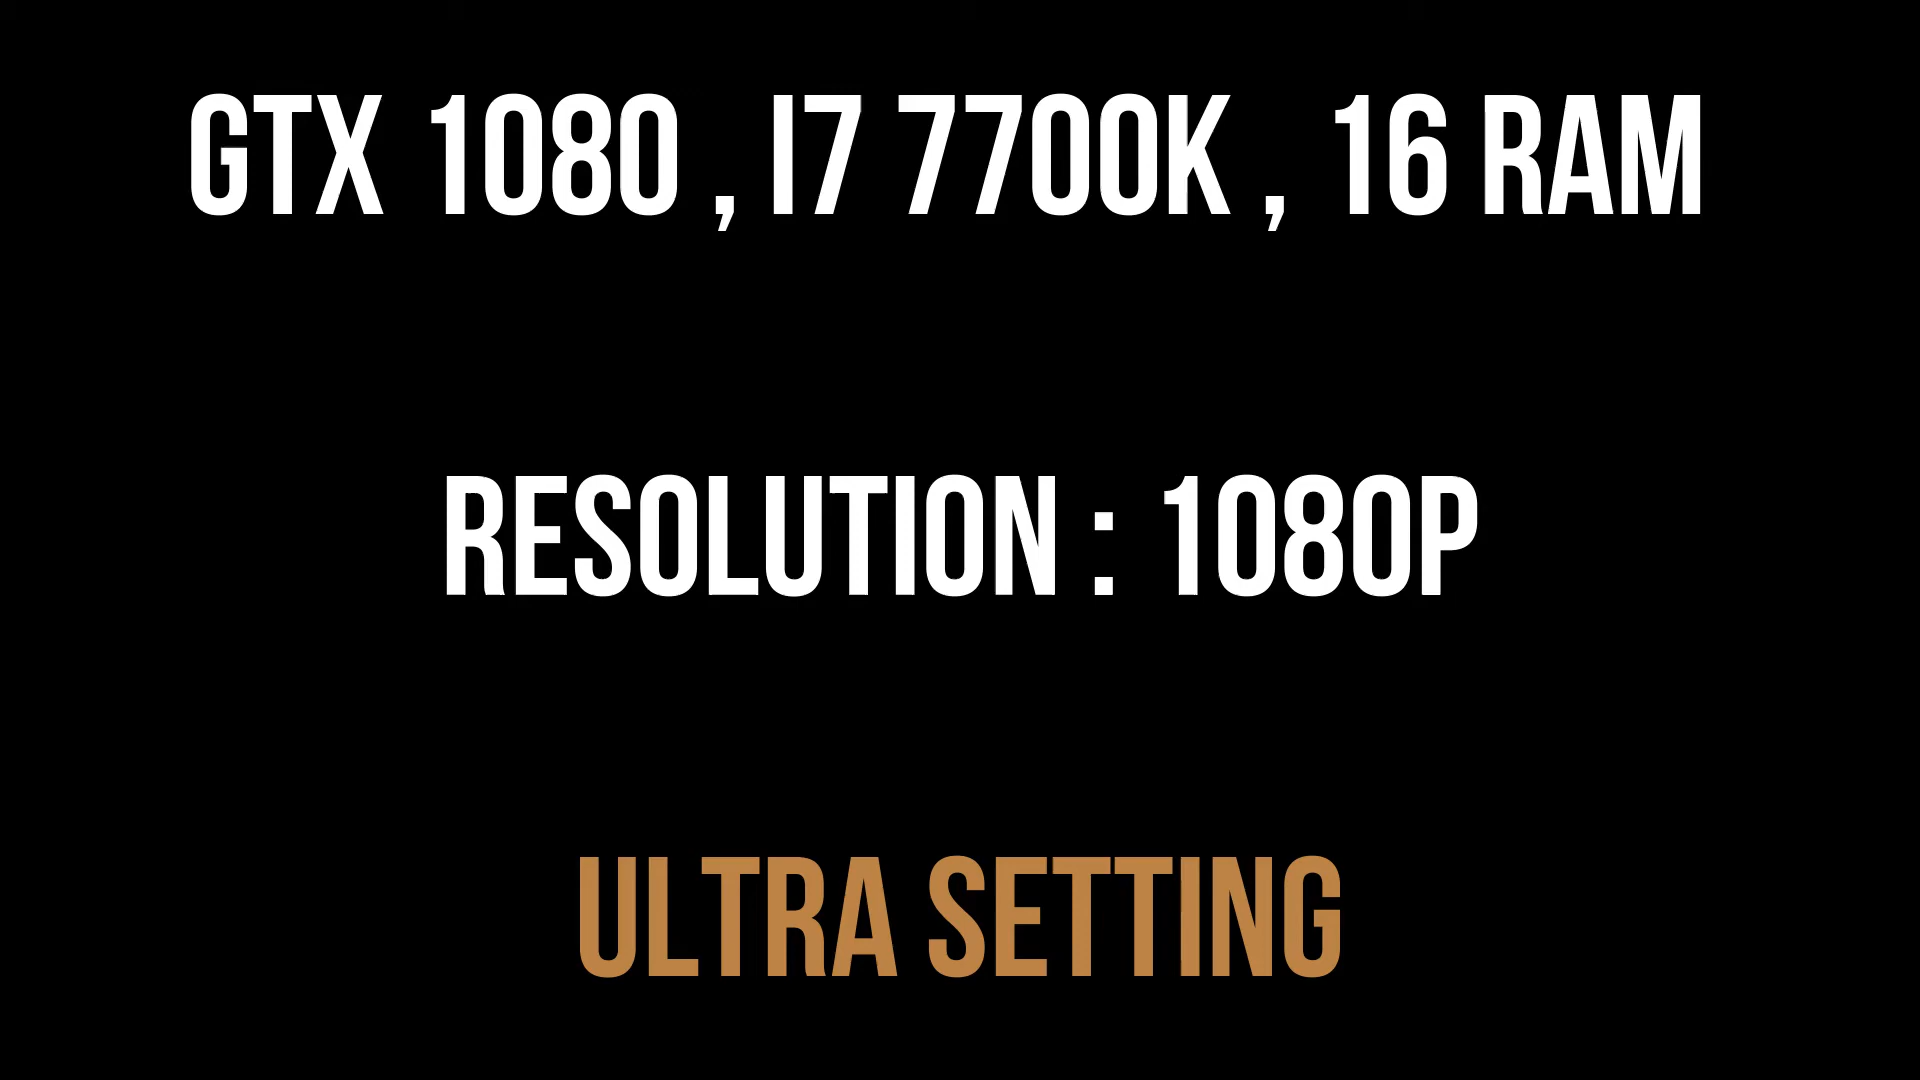 GTX 1080 , I7 7700K , 16 RAM
RESOLUTION : 1080P
ULTRA SETTING